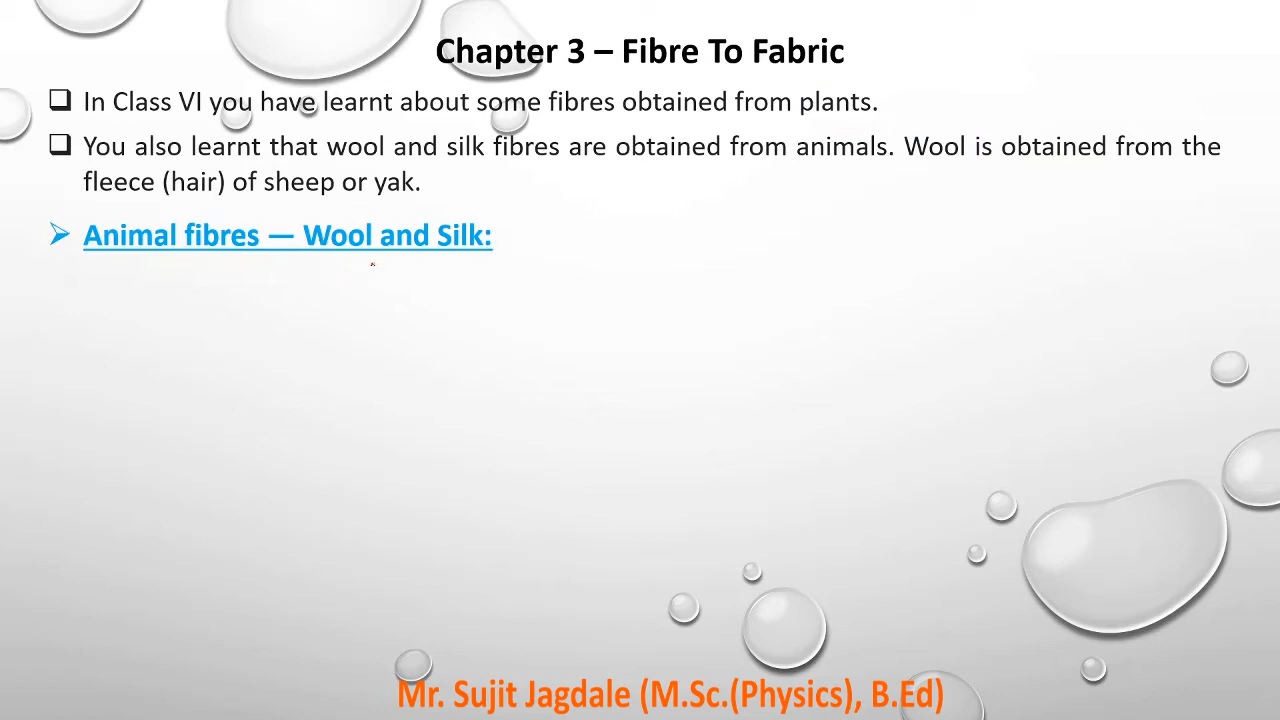 Chapter 3 – Fibre To Fabric
❑ In Class VI you have learnt about some fibres obtained from plants.
❑ You also learnt that wool and silk fibres are obtained from animals. Wool is obtained from the
fleece (hair) of sheep or yak.
➢ Animal fibres — Wool and Silk:
Mr. Sujit Jagdale (M.Sc.(Physics), B.Ed)